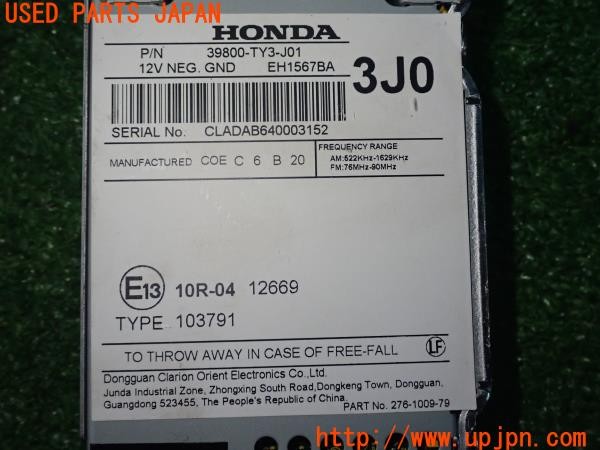 USED PARTS JAPAN
HONDA
P/N 39800-TY3-J01
12V NEG. GND EH1567BA
3J0
SERIAL No. CLADAB640003152
MANUFACTURED COE C 6 B 20
FREQUENCY RANGE
AM:522KHz-1629KHz
FM:76MHz-90MHz
E13 10R-04 12669
TYPE 103791
TO THROW AWAY IN CASE OF FREE-FALL LF
Dongguan Clarion Orient Electronics Co.,Ltd.
Junda Industrial Zone, Zhongxing South Road,Dongkeng Town, Dongguan,
Guangdong 523455, The People's Republic of China.
PART No. 276-1009-79
http://www.upjpn.com/